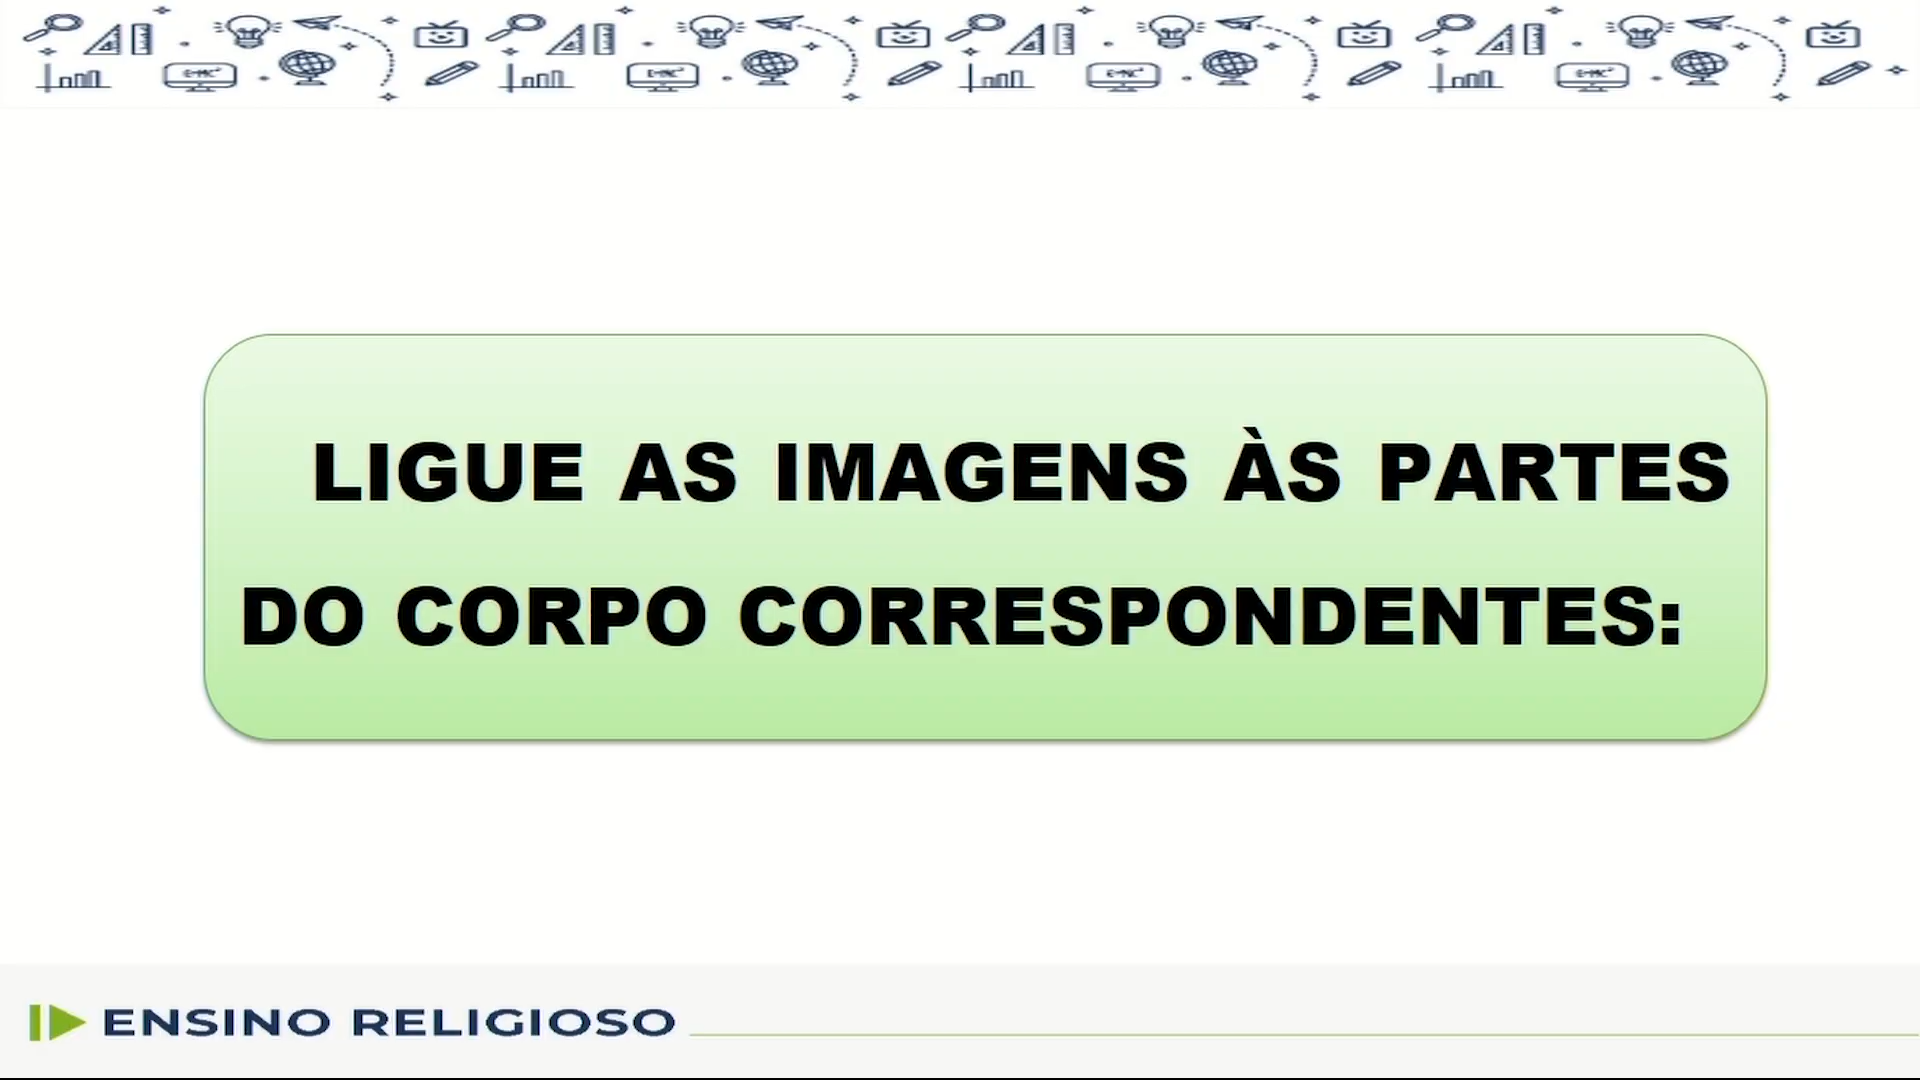 LIGUE AS IMAGENS ÀS PARTES
DO CORPO CORRESPONDENTES:
ENSINO RELIGIOSO